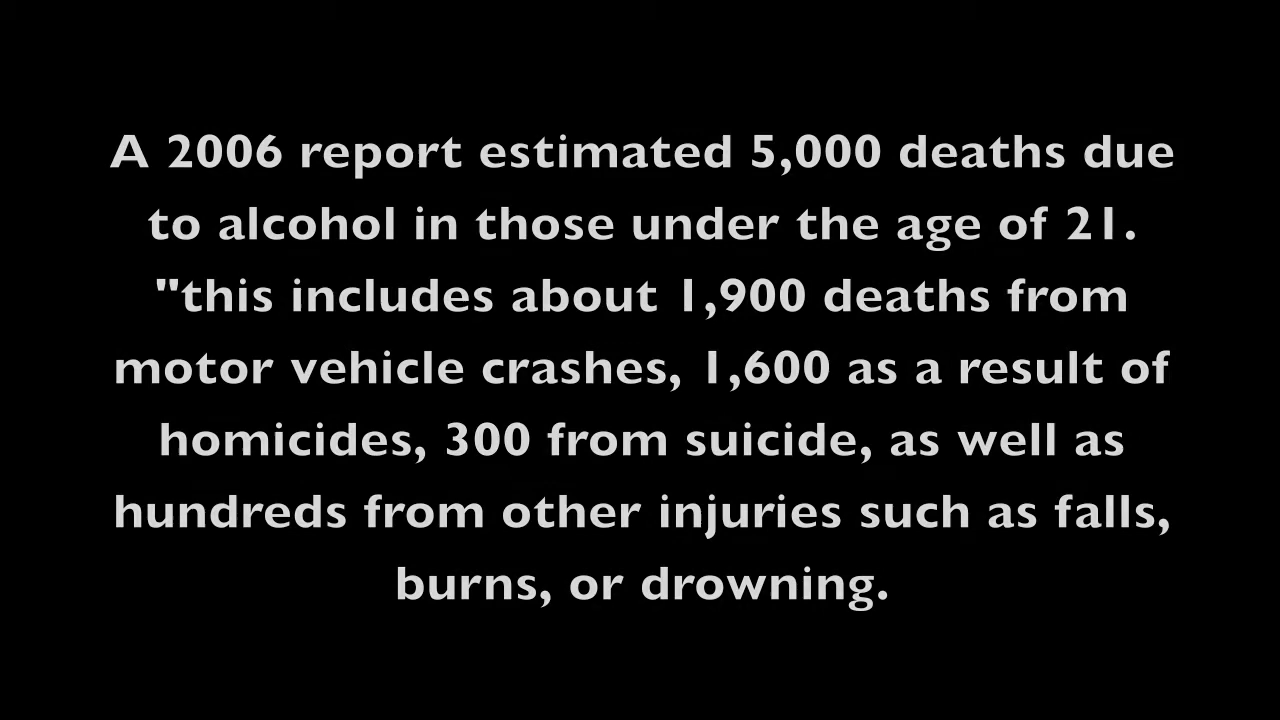 A 2006 report estimated 5,000 deaths due
to alcohol in those under the age of 21.
"this includes about 1,900 deaths from
motor vehicle crashes, 1,600 as a result of
homicides, 300 from suicide, as well as
hundreds from other injuries such as falls,
burns, or drowning.